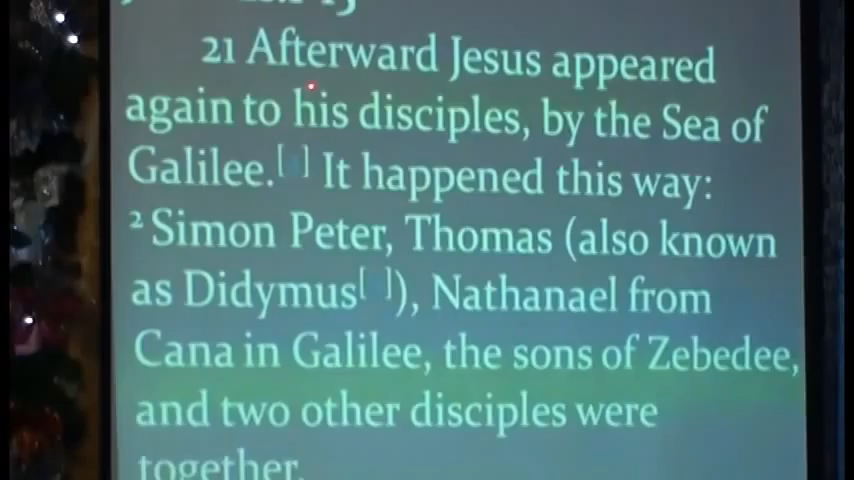 21 Afterward Jesus appeared
again to his disciples, by the Sea of
Galilee.[ ] It happened this way:
² Simon Peter, Thomas (also known
as Didymus[ ]), Nathanael from
Cana in Galilee, the sons of Zebedee,
and two other disciples were
together.